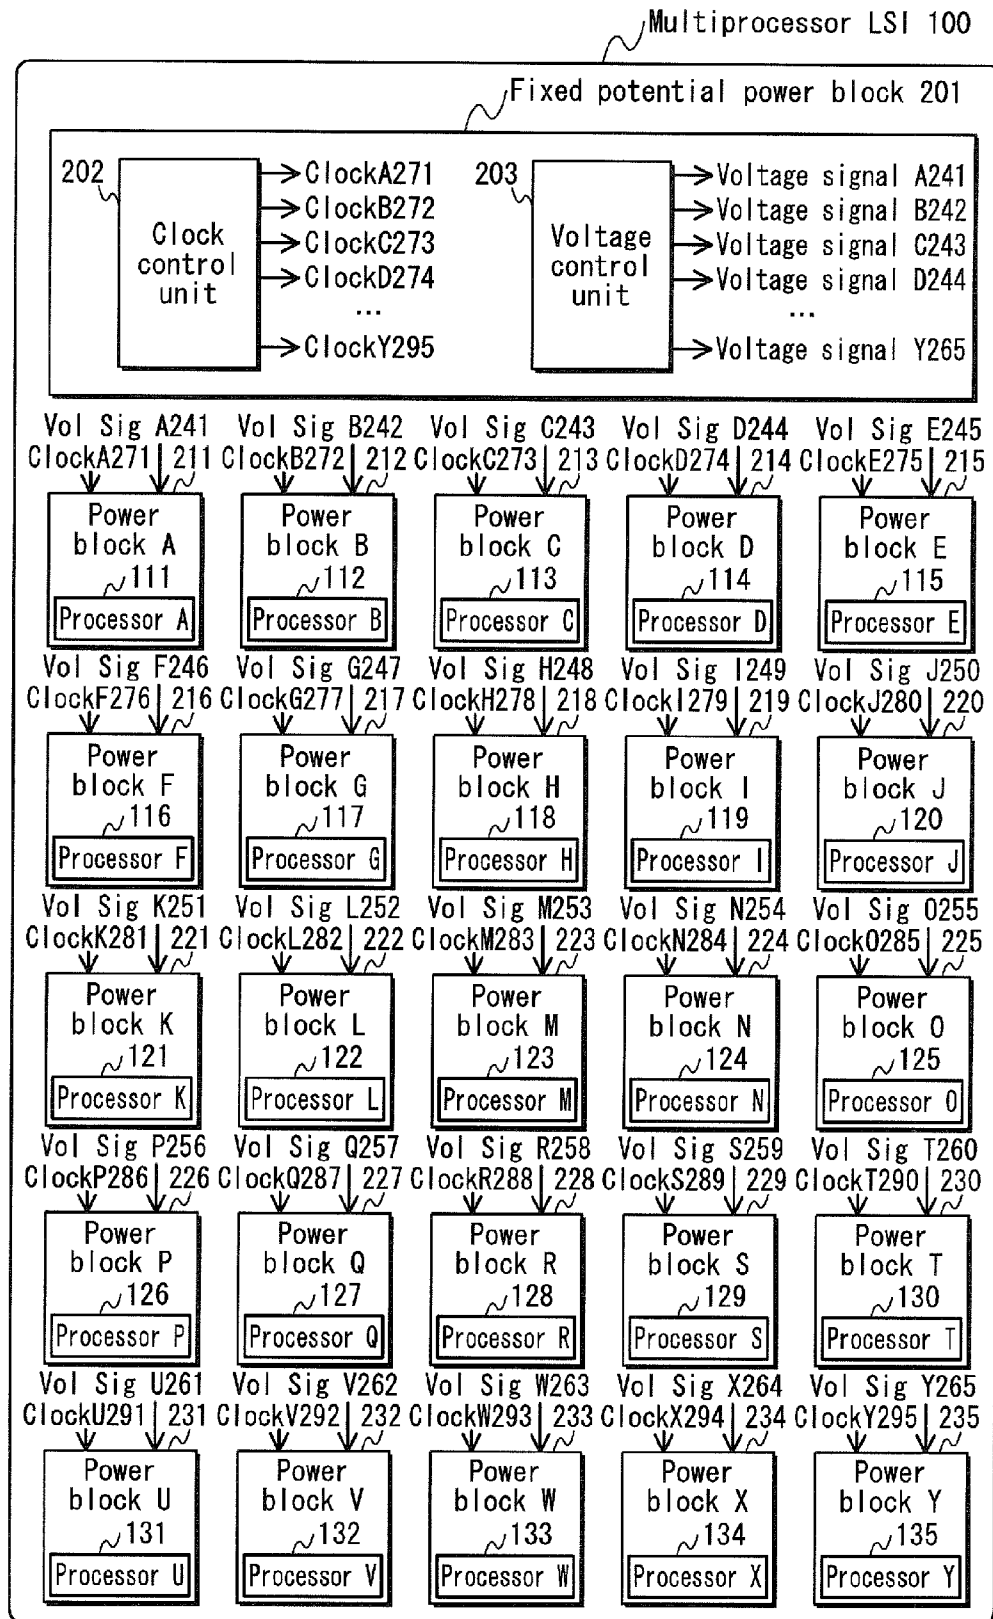 Multiprocessor LSI 100
Fixed potential power block 201
202
Clock
control
unit
ClockA271
ClockB272
ClockC273
ClockD274
...
ClockY295
203
Voltage
control
unit
Voltage signal A241
Voltage signal B242
Voltage signal C243
Voltage signal D244
...
Voltage signal Y265
Vol Sig A241 Vol Sig B242 Vol Sig C243 Vol Sig D244 Vol Sig E245
ClockA271 211 ClockB272 212 ClockC273 213 ClockD274 214 ClockE275 215
Power Power Power Power Power
block A block B block C block D block E
111 112 113 114 115
Processor A Processor B Processor C Processor D Processor E
Vol Sig F246 Vol Sig G247 Vol Sig H248 Vol Sig I249 Vol Sig J250
ClockF276 216 ClockG277 217 ClockH278 218 ClockI279 219 ClockJ280 220
Power Power Power Power Power
block F block G block H block I block J
116 117 118 119 120
Processor F Processor G Processor H Processor I Processor J
Vol Sig K251 Vol Sig L252 Vol Sig M253 Vol Sig N254 Vol Sig O255
ClockK281 221 ClockL282 222 ClockM283 223 ClockN284 224 ClockO285 225
Power Power Power Power Power
block K block L block M block N block O
121 122 123 124 125
Processor K Processor L Processor M Processor N Processor O
Vol Sig P256 Vol Sig Q257 Vol Sig R258 Vol Sig S259 Vol Sig T260
ClockP286 226 ClockQ287 227 ClockR288 228 ClockS289 229 ClockT290 230
Power Power Power Power Power
block P block Q block R block S block T
126 127 128 129 130
Processor P Processor Q Processor R Processor S Processor T
Vol Sig U261 Vol Sig V262 Vol Sig W263 Vol Sig X264 Vol Sig Y265
ClockU291 231 ClockV292 232 ClockW293 233 ClockX294 234 ClockY295 235
Power Power Power Power Power
block U block V block W block X block Y
131 132 133 134 135
Processor U Processor V Processor W Processor X Processor Y